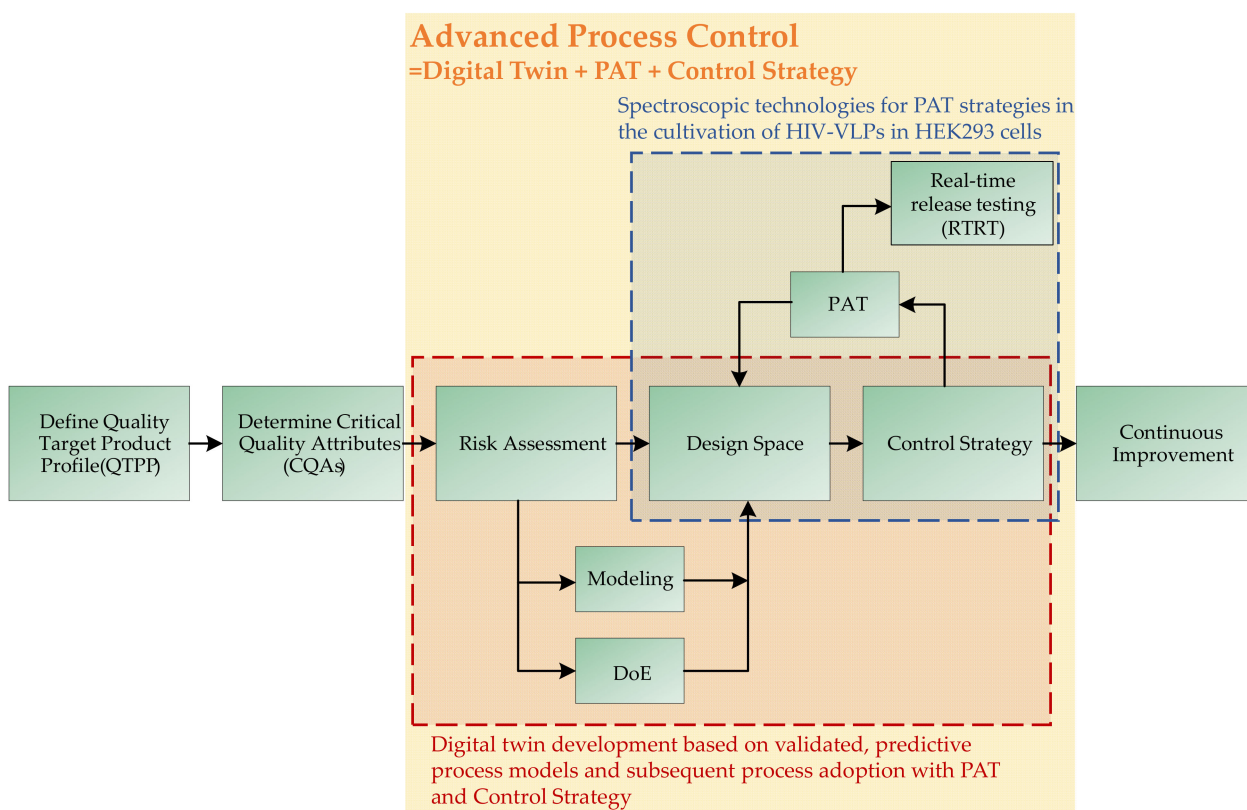 Advanced Process Control
=Digital Twin + PAT + Control Strategy
Spectroscopic technologies for PAT strategies in
the cultivation of HIV-VLPs in HEK293 cells
Real-time
release testing
(RTRT)
PAT
Define Quality
Target Product
Profile(QTPP)
Determine Critical
Quality Attributes
(CQAs)
Risk Assessment
Design Space
Control Strategy
Continuous
Improvement
Modeling
DoE
Digital twin development based on validated, predictive
process models and subsequent process adoption with PAT
and Control Strategy